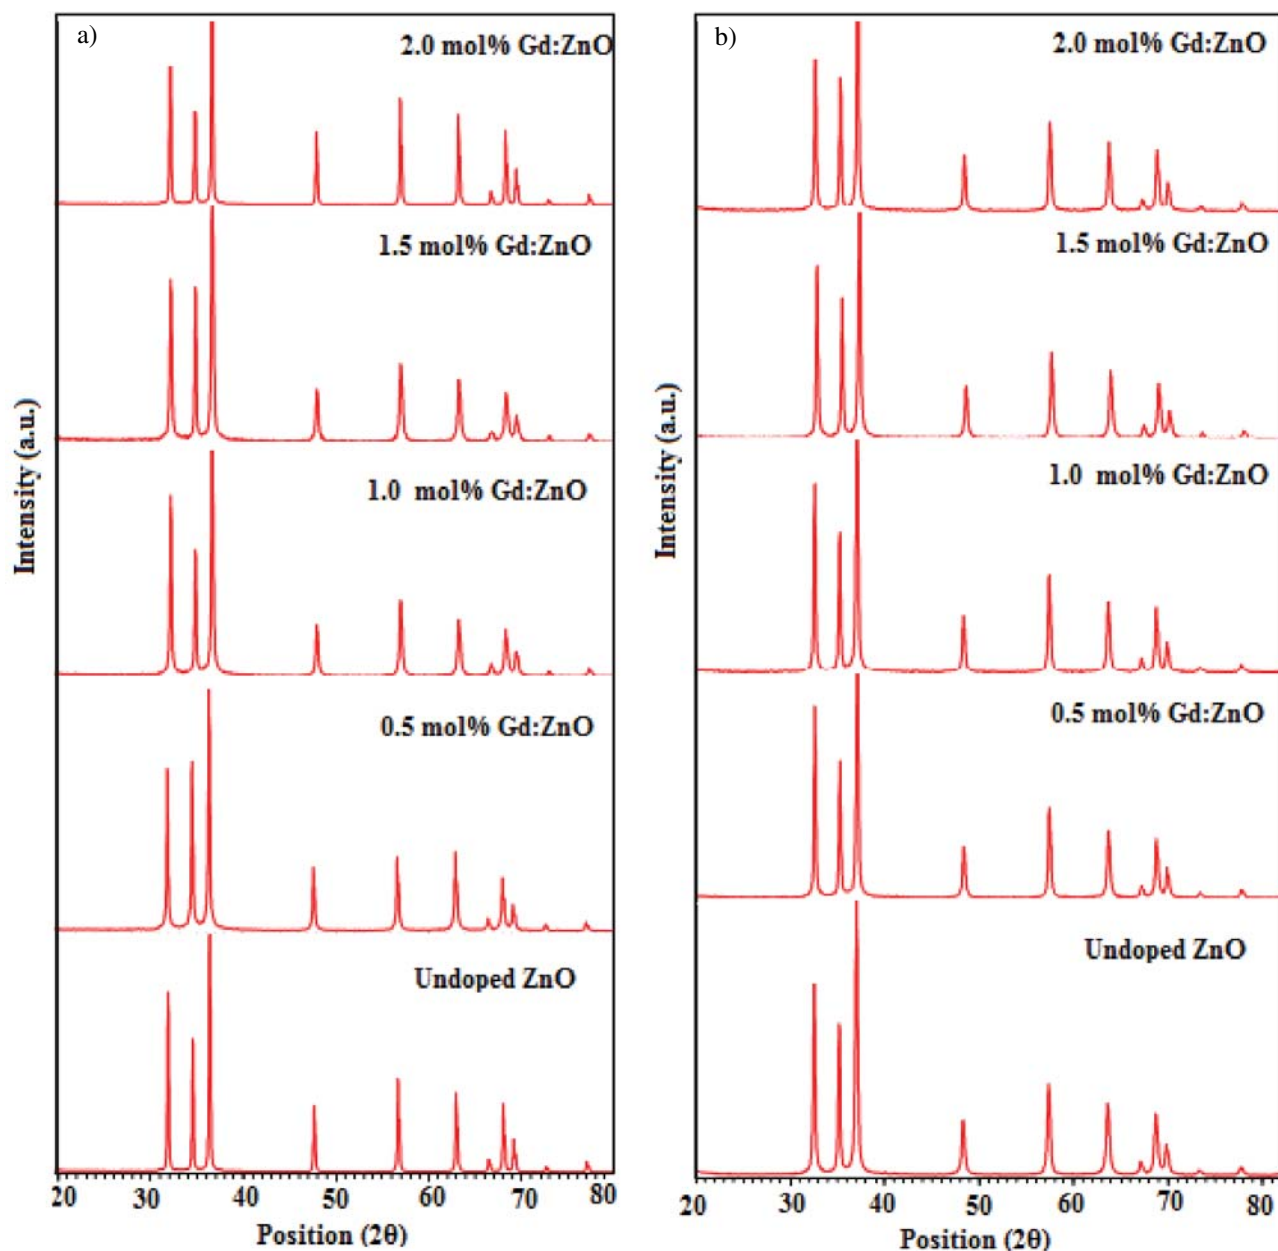 a)
2.0 mol% Gd:ZnO
1.5 mol% Gd:ZnO
1.0 mol% Gd:ZnO
0.5 mol% Gd:ZnO
Undoped ZnO
Intensity (a.u.)
20 30 40 50 60 70 80
Position (2θ)
b)
2.0 mol% Gd:ZnO
1.5 mol% Gd:ZnO
1.0 mol% Gd:ZnO
0.5 mol% Gd:ZnO
Undoped ZnO
Intensity (a.u.)
20 30 40 50 60 70 80
Position (2θ)